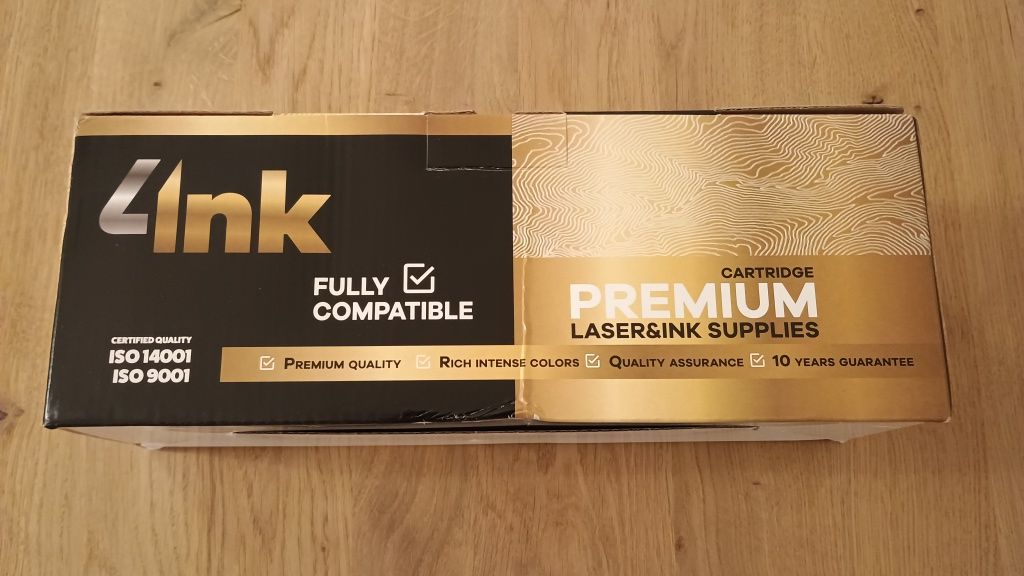 4Ink
FULLY
COMPATIBLE
CERTIFIED QUALITY
ISO 14001
ISO 9001
CARTRIDGE
PREMIUM
LASER&INK SUPPLIES
PREMIUM QUALITY RICH INTENSE COLORS QUALITY ASSURANCE 10 YEARS GUARANTEE